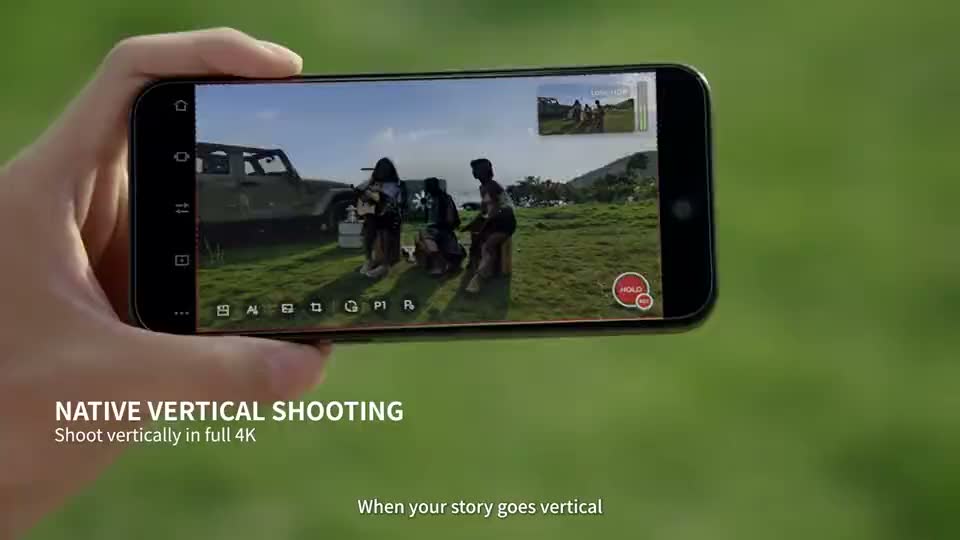 HOLD
P1
NATIVE VERTICAL SHOOTING
Shoot vertically in full 4K
When your story goes vertical